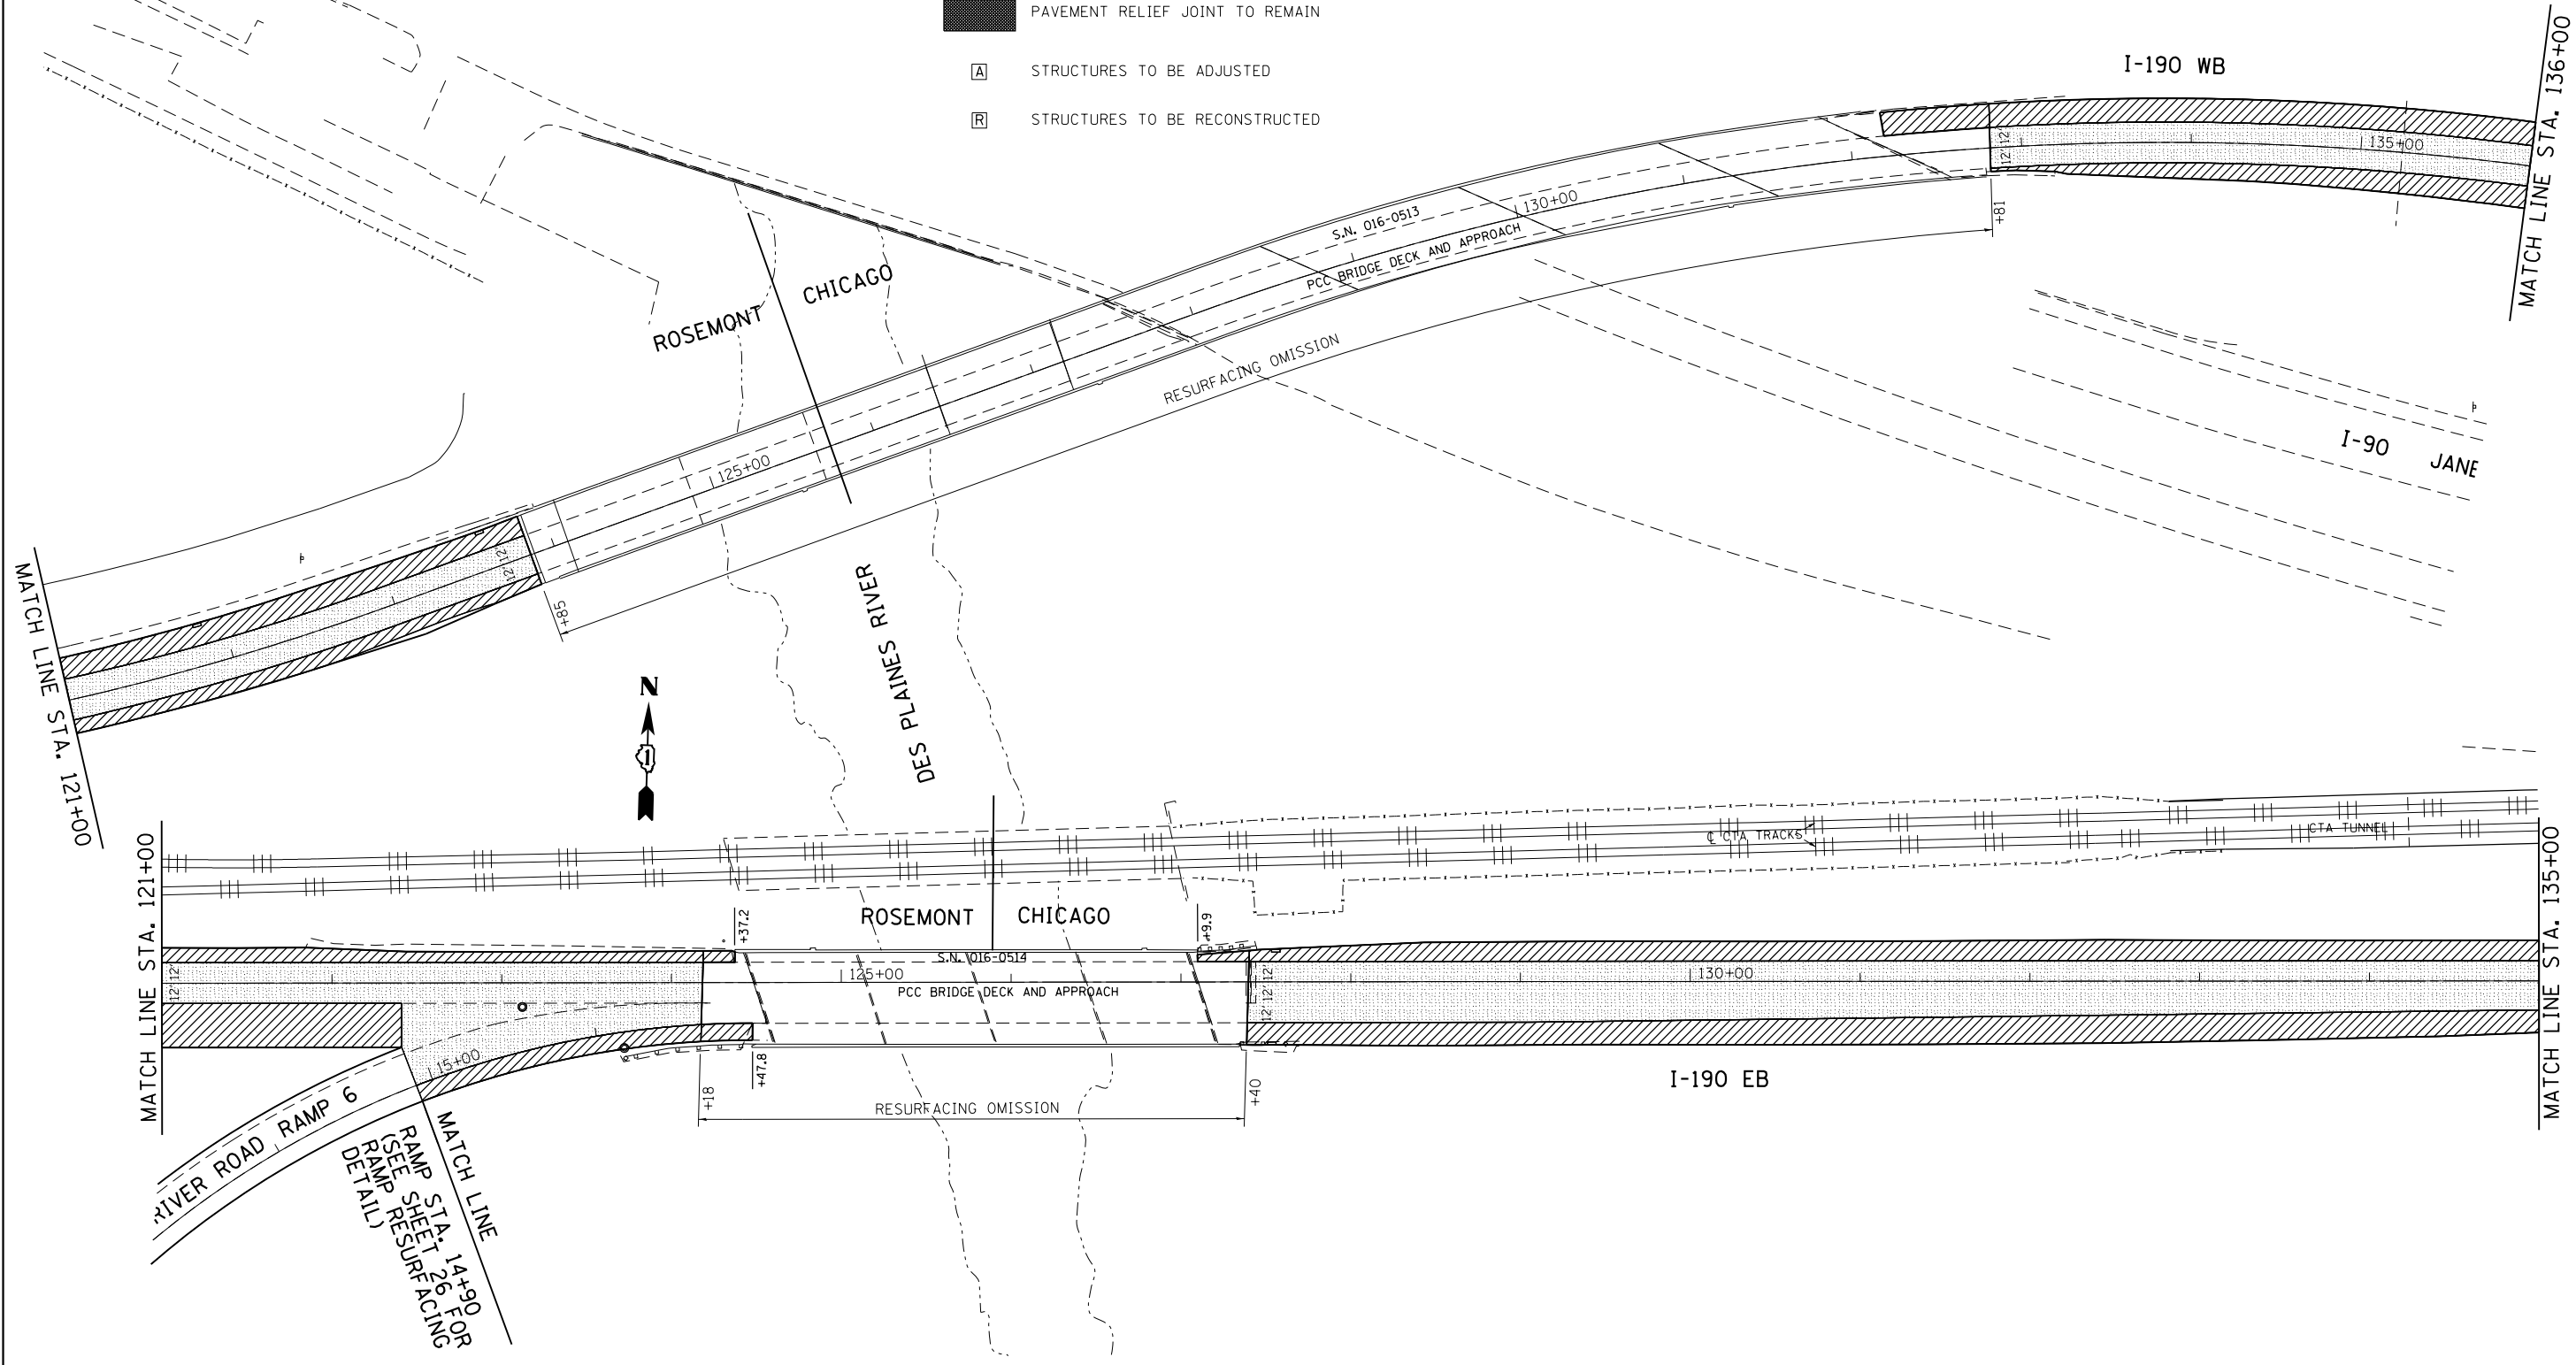 PAVEMENT RELIEF JOINT TO REMAIN
A STRUCTURES TO BE ADJUSTED
R STRUCTURES TO BE RECONSTRUCTED
I-190 WB
MATCH LINE STA. 136+00
12' 12'
135+00
+81
130+00
S.N. 016-0513
PCC BRIDGE DECK AND APPROACH
RESURFACING OMISSION
ROSEMONT CHICAGO
I-90 JANE
125+00
12' 12'
+85
MATCH LINE STA. 121+00
N
DES PLAINES RIVER
℄ CTA TRACKS
CTA TUNNEL
MATCH LINE STA. 121+00
MATCH LINE STA. 135+00
ROSEMONT CHICAGO
+37.2
+9.9
S.N. 016-0514
12' 12'
125+00
130+00
12' 12' 12'
PCC BRIDGE DECK AND APPROACH
15+00
+47.8
+18
+40
RESURFACING OMISSION
I-190 EB
RIVER ROAD RAMP 6
MATCH LINE
RAMP STA. 14+90
(SEE SHEET 26 FOR
RAMP RESURFACING
DETAIL)